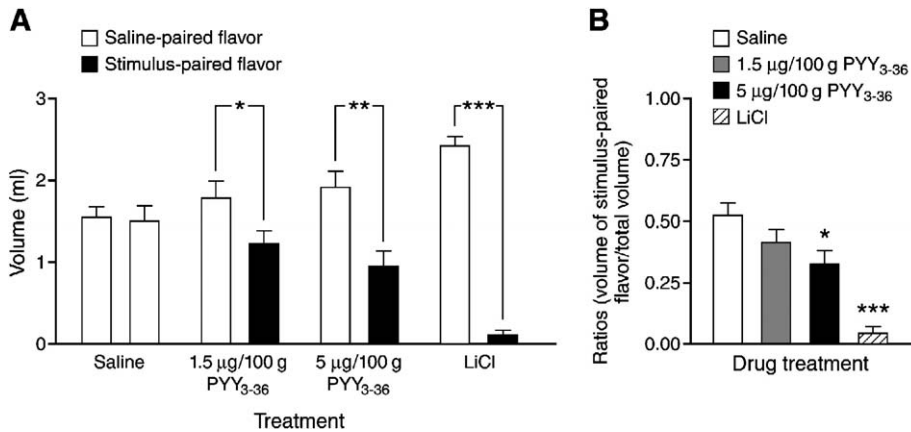 A
Saline-paired flavor
Stimulus-paired flavor
3
2
1
0
Volume (ml)
*
**
***
Saline
1.5 μg/100 g
PYY3-36
5 μg/100 g
PYY3-36
LiCl
Treatment
B
Saline
1.5 μg/100 g PYY3-36
5 μg/100 g PYY3-36
LiCl
1.00
0.75
0.50
0.25
0.00
Ratios (volume of stimulus-paired
flavor/total volume)
*
***
Drug treatment